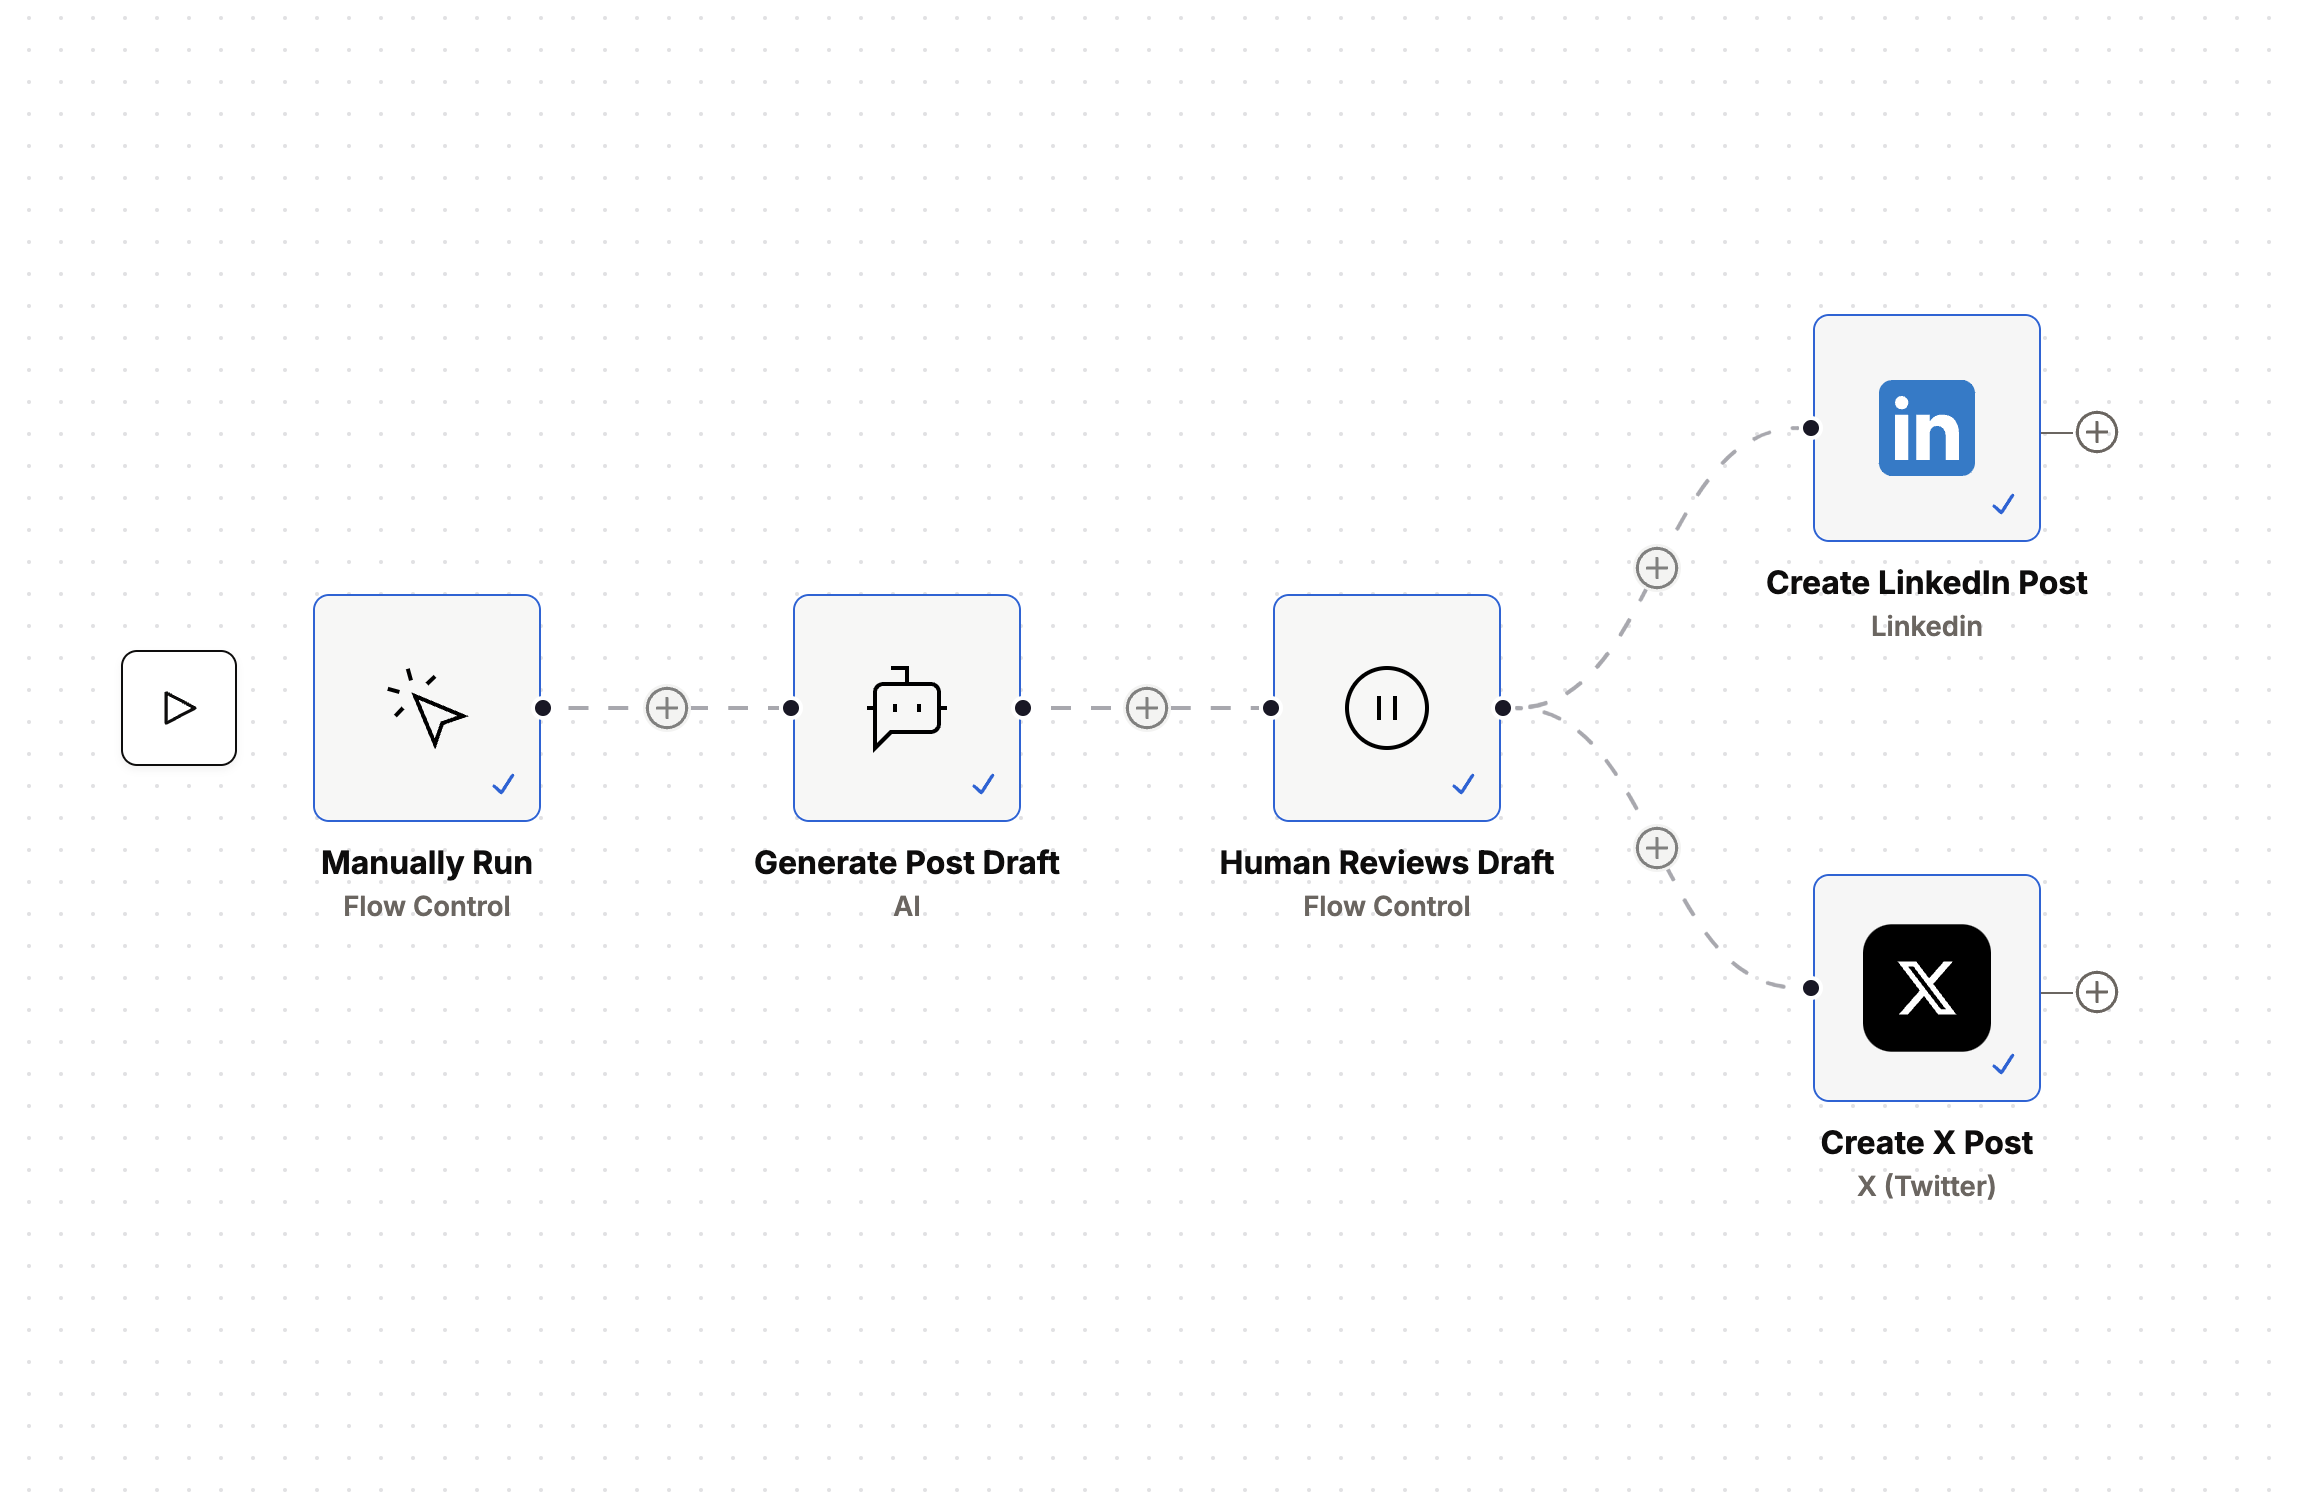 Manually Run
Flow Control
Generate Post Draft
AI
Human Reviews Draft
Flow Control
in
Create LinkedIn Post
Linkedin
X
Create X Post
X (Twitter)